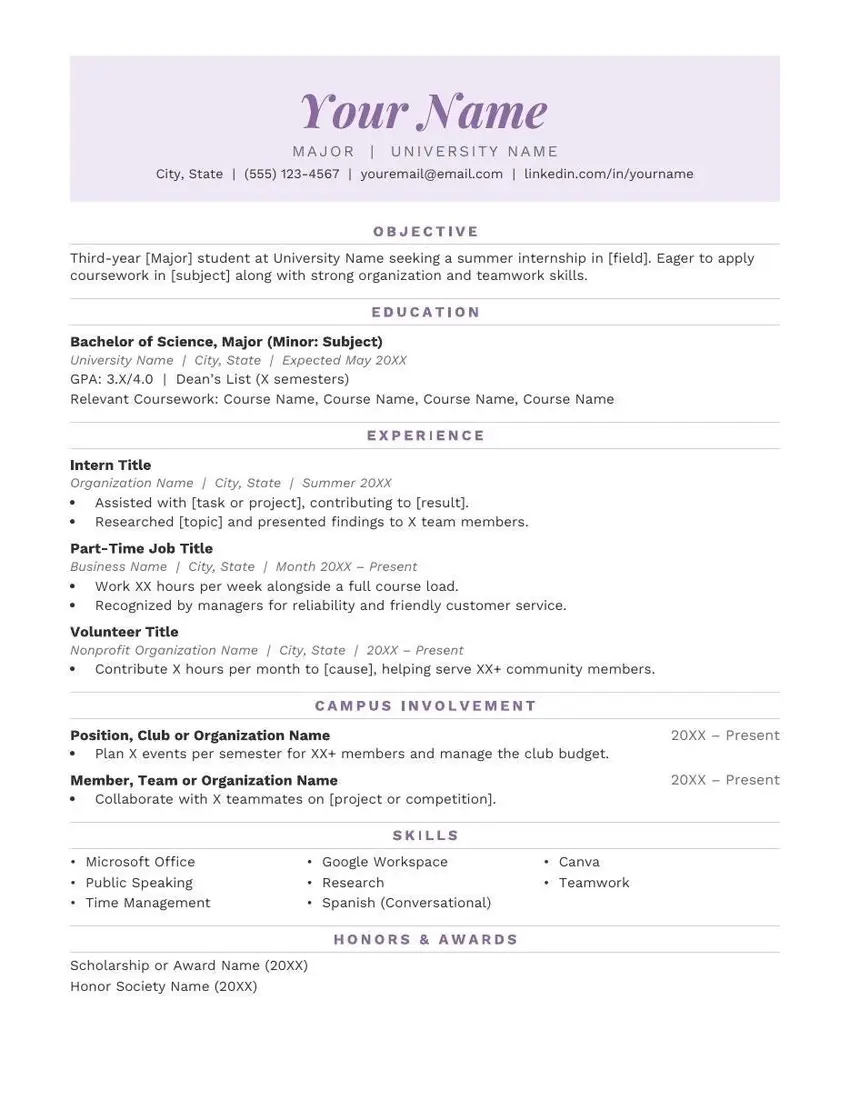 Your Name
MAJOR | UNIVERSITY NAME
City, State | (555) 123-4567 | youremail@email.com | linkedin.com/in/yourname
OBJECTIVE
Third-year [Major] student at University Name seeking a summer internship in [field]. Eager to apply
coursework in [subject] along with strong organization and teamwork skills.
EDUCATION
Bachelor of Science, Major (Minor: Subject)
University Name | City, State | Expected May 20XX
GPA: 3.X/4.0 | Dean's List (X semesters)
Relevant Coursework: Course Name, Course Name, Course Name, Course Name
EXPERIENCE
Intern Title
Organization Name | City, State | Summer 20XX
• Assisted with [task or project], contributing to [result].
• Researched [topic] and presented findings to X team members.
Part-Time Job Title
Business Name | City, State | Month 20XX – Present
• Work XX hours per week alongside a full course load.
• Recognized by managers for reliability and friendly customer service.
Volunteer Title
Nonprofit Organization Name | City, State | 20XX – Present
• Contribute X hours per month to [cause], helping serve XX+ community members.
CAMPUS INVOLVEMENT
Position, Club or Organization Name 20XX – Present
• Plan X events per semester for XX+ members and manage the club budget.
Member, Team or Organization Name 20XX – Present
• Collaborate with X teammates on [project or competition].
SKILLS
• Microsoft Office • Google Workspace • Canva
• Public Speaking • Research • Teamwork
• Time Management • Spanish (Conversational)
HONORS & AWARDS
Scholarship or Award Name (20XX)
Honor Society Name (20XX)